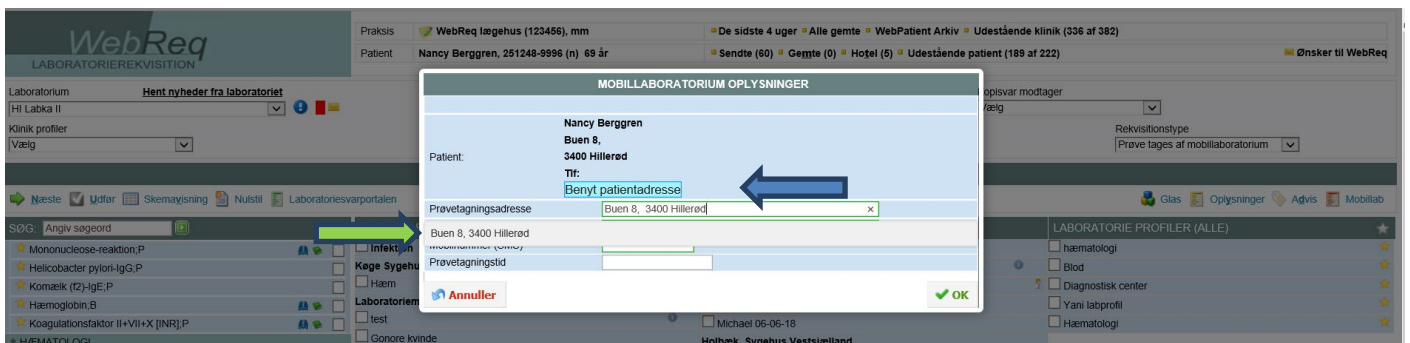 WebReq
LABORATORIEREKVISITION
Praksis WebReq lægehus (123456), mm
De sidste 4 uger Alle gemte WebPatient Arkiv Udestående klinik (336 af 382)
Patient Nancy Berggren, 251248-9996 (n) 69 år
Sendte (60) Gemte (0) Hotel (5) Udestående patient (189 af 222)
Ønsker til WebReq
Laboratorium Hent nyheder fra laboratoriet
HI Labka II
Klinik profiler
Vælg
opisvar modtager
Vælg
Rekvisitionstype
Prøve tages af mobillaboratorium
MOBILLABORATORIUM OPLYSNINGER
Patient:
Nancy Berggren
Buen 8,
3400 Hillerød
Tlf:
Benyt patientadresse
Prøvetagningsadresse Buen 8, 3400 Hillerød x
Buen 8, 3400 Hillerød
Mobilnummer (SMS)
Prøvetagningstid
Annuller OK
Næste Udfør Skemavisning Nulstil Laboratoriesvarportalen
Glas Oplysninger Advis Mobillab
SØG: Angiv søgeord
Mononucleose-reaktion;P
Helicobacter pylori-IgG;P
Komælk (f2)-IgE;P
Hæmoglobin;B
Koagulationsfaktor II+VII+X [INR];P
HÆMATOLOGI
Infektion
Køge Sygehu
Hæm
Laboratoriem
test
Gonore kvinde
Michael 06-06-18
Holbæk, Sygehus Vestsjælland
LABORATORIE PROFILER (ALLE)
hæmatologi
Blod
Diagnostisk center
Yani labprofil
Hæmatologi